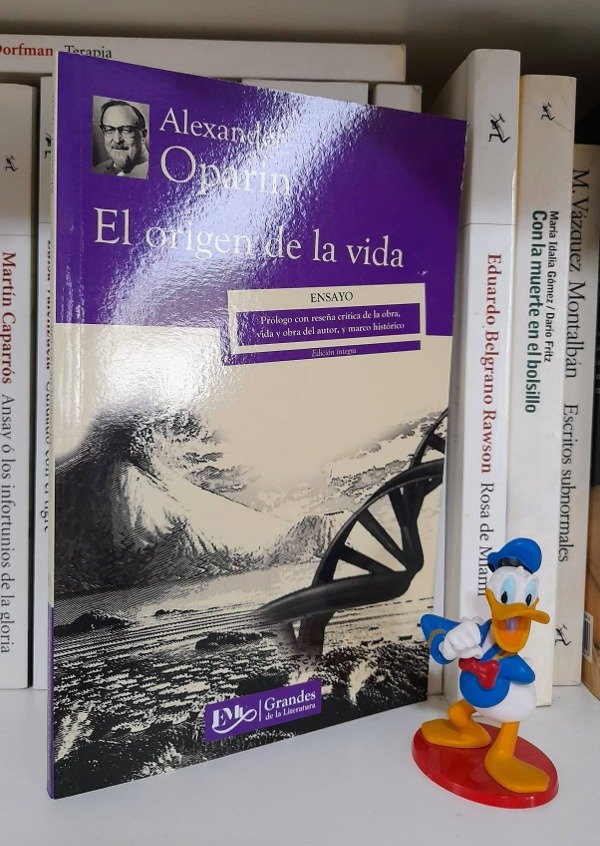 Dorfman Terapia
Alexander
Oparin
El origen de la vida
ENSAYO
Prólogo con reseña crítica de la obra,
vida y obra del autor, y marco histórico
Edición íntegra
EMU
Grandes
de la Literatura
Martín Caparrós Ansay ó los infortunios de la gloria
Eduardo Belgrano Rawson Rosa de Miami
María Idalia Gómez / Darío Fritz
Con la muerte en el bolsillo
M. Vázquez Montalbán Escritos subnormales